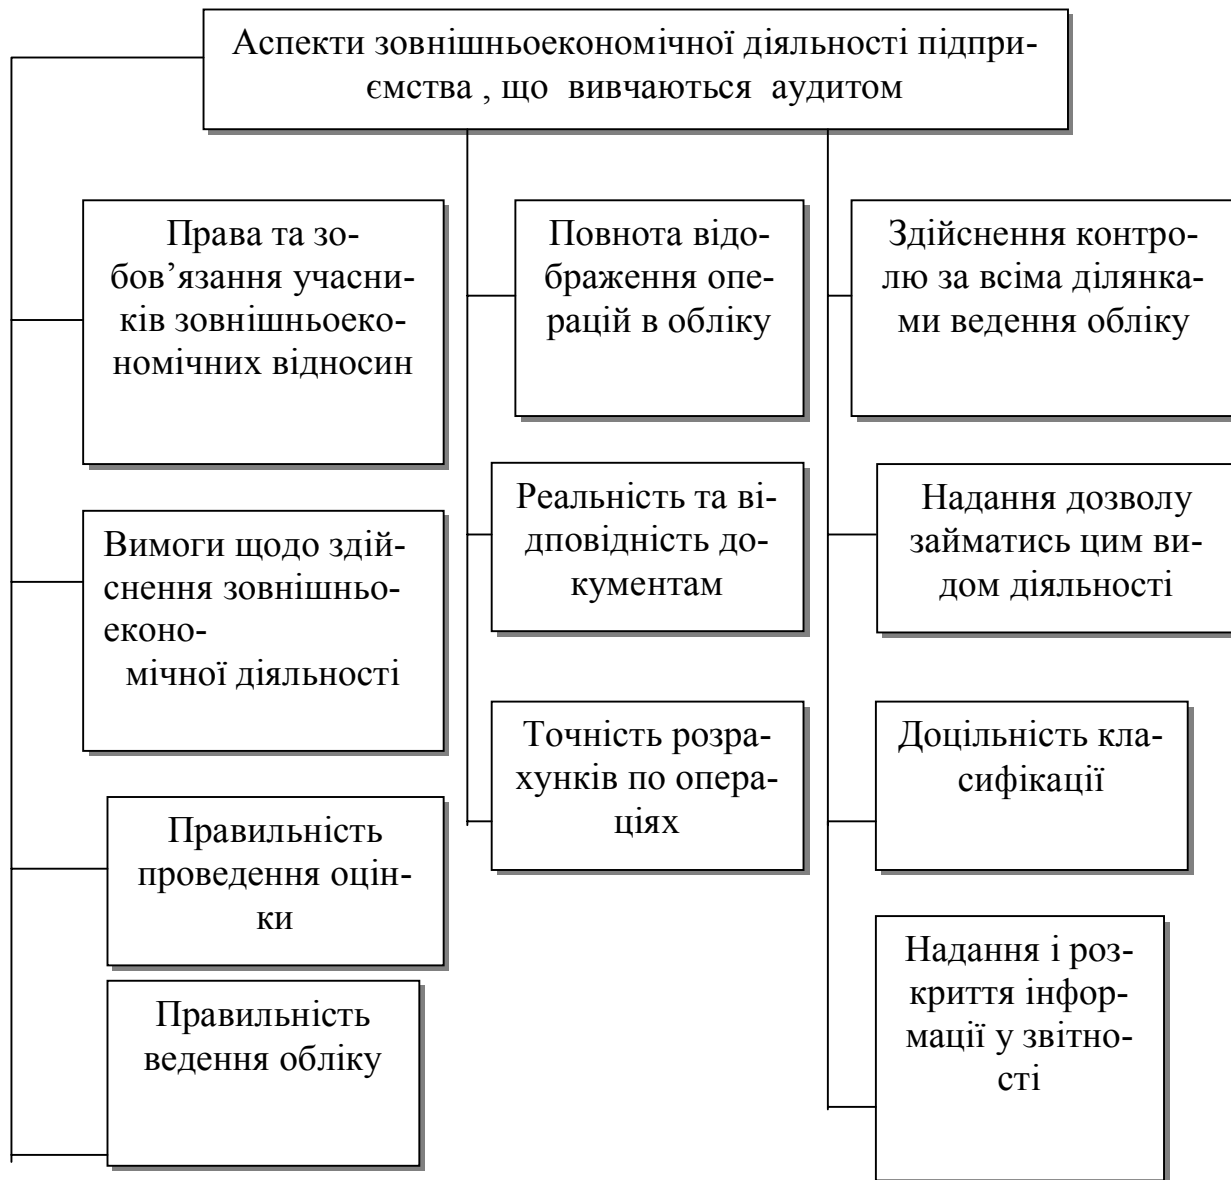 Аспекти зовнішньоекономічної діяльності підпри-
ємства , що вивчаються аудитом
Права та зо-
бов’язання учасни-
ків зовнішньоеко-
номічних відносин
Вимоги щодо здій-
снення зовнішньо-
еконо-
мічної діяльності
Правильність
проведення оцін-
ки
Правильність
ведення обліку
Повнота відо-
браження опе-
рацій в обліку
Реальність та ві-
дповідність до-
кументам
Точність розра-
хунків по опера-
ціях
Здійснення контро-
лю за всіма ділянка-
ми ведення обліку
Надання дозволу
займатись цим ви-
дом діяльності
Доцільність кла-
сифікації
Надання і роз-
криття інфор-
мації у звітно-
сті